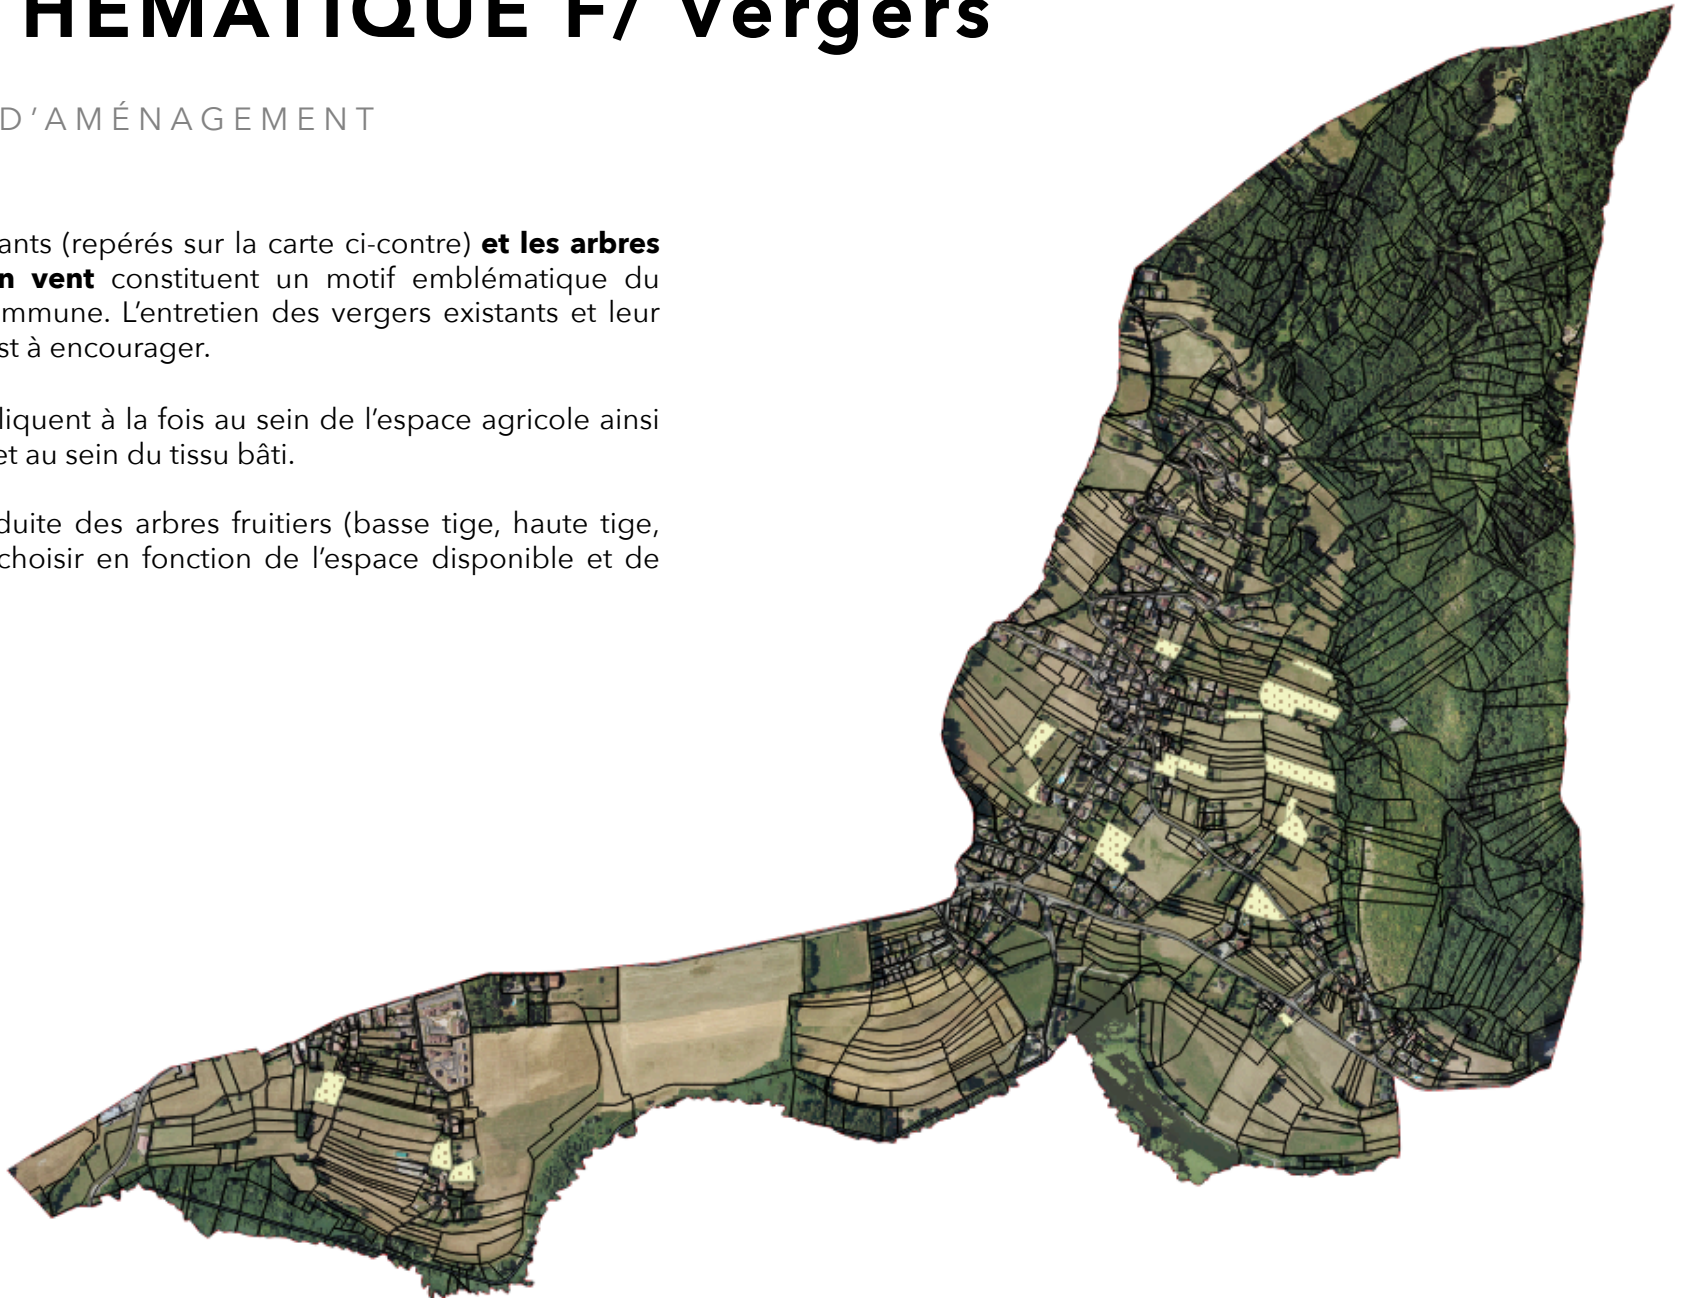 HÉMATIQUE F/ Vergers
D’AMÉNAGEMENT
ants (repérés sur la carte ci-contre) et les arbres
n vent constituent un motif emblématique du
mmune. L’entretien des vergers existants et leur
st à encourager.
liquent à la fois au sein de l’espace agricole ainsi
et au sein du tissu bâti.
duite des arbres fruitiers (basse tige, haute tige,
choisir en fonction de l’espace disponible et de